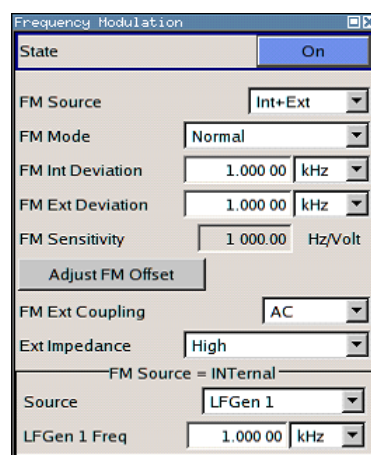 Frequency Modulation
State On
FM Source Int+Ext
FM Mode Normal
FM Int Deviation 1.000 00 kHz
FM Ext Deviation 1.000 00 kHz
FM Sensitivity 1 000.00 Hz/Volt
Adjust FM Offset
FM Ext Coupling AC
Ext Impedance High
FM Source = INTernal
Source LFGen 1
LFGen 1 Freq 1.000 00 kHz